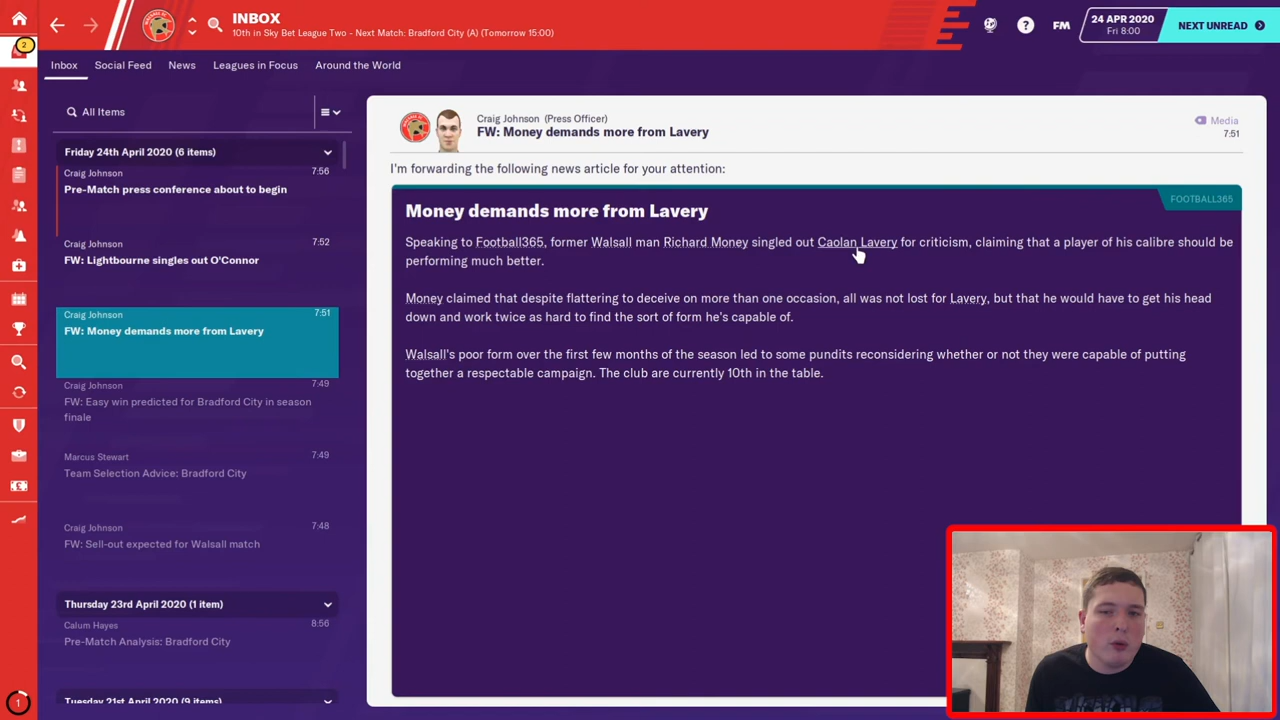 INBOX
10th in Sky Bet League Two - Next Match: Bradford City (A) (Tomorrow 15:00)
FM
24 APR 2020
Fri 8:00
NEXT UNREAD
2
Inbox
Social Feed
News
Leagues in Focus
Around the World
All Items
Friday 24th April 2020 (6 items)
Craig Johnson
7:56
Pre-Match press conference about to begin
Craig Johnson
7:52
FW: Lightbourne singles out O'Connor
Craig Johnson
7:51
FW: Money demands more from Lavery
Craig Johnson
7:49
FW: Easy win predicted for Bradford City in season
finale
Marcus Stewart
7:49
Team Selection Advice: Bradford City
Craig Johnson
7:48
FW: Sell-out expected for Walsall match
Thursday 23rd April 2020 (1 item)
Calum Hayes
8:56
Pre-Match Analysis: Bradford City
Tuesday 21st April 2020 (9 items)
1
Craig Johnson (Press Officer)
FW: Money demands more from Lavery
Media
7:51
I'm forwarding the following news article for your attention:
FOOTBALL365
Money demands more from Lavery
Speaking to Football365, former Walsall man Richard Money singled out Caolan Lavery for criticism, claiming that a player of his calibre should be
performing much better.
Money claimed that despite flattering to deceive on more than one occasion, all was not lost for Lavery, but that he would have to get his head
down and work twice as hard to find the sort of form he's capable of.
Walsall's poor form over the first few months of the season led to some pundits reconsidering whether or not they were capable of putting
together a respectable campaign. The club are currently 10th in the table.